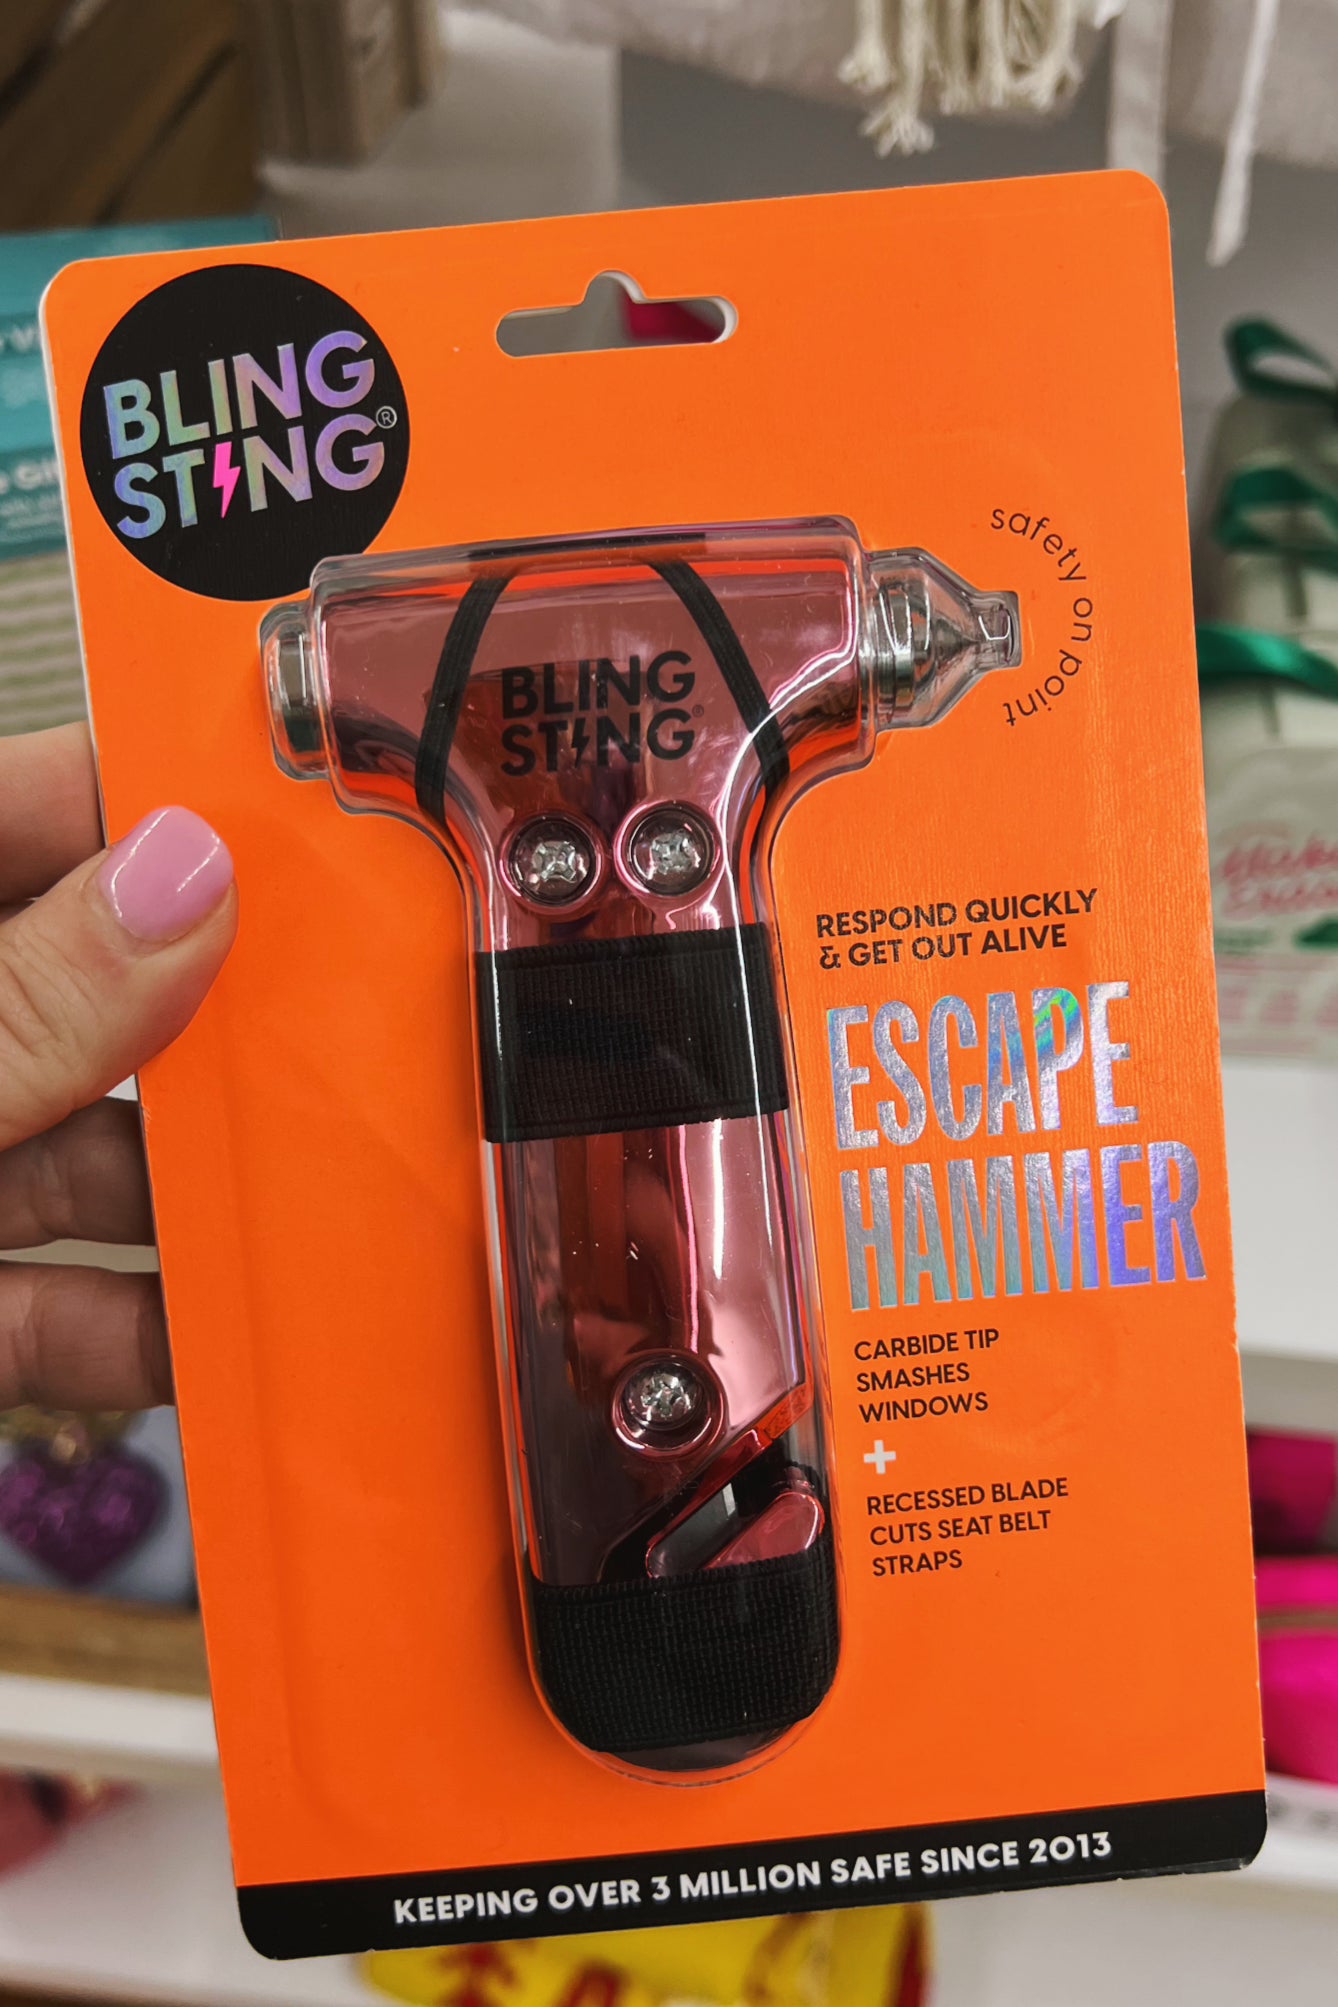 BLING
STING®
safety on point
BLING
STING®
RESPOND QUICKLY
& GET OUT ALIVE
ESCAPE
HAMMER
CARBIDE TIP
SMASHES
WINDOWS
+
RECESSED BLADE
CUTS SEAT BELT
STRAPS
KEEPING OVER 3 MILLION SAFE SINCE 2013